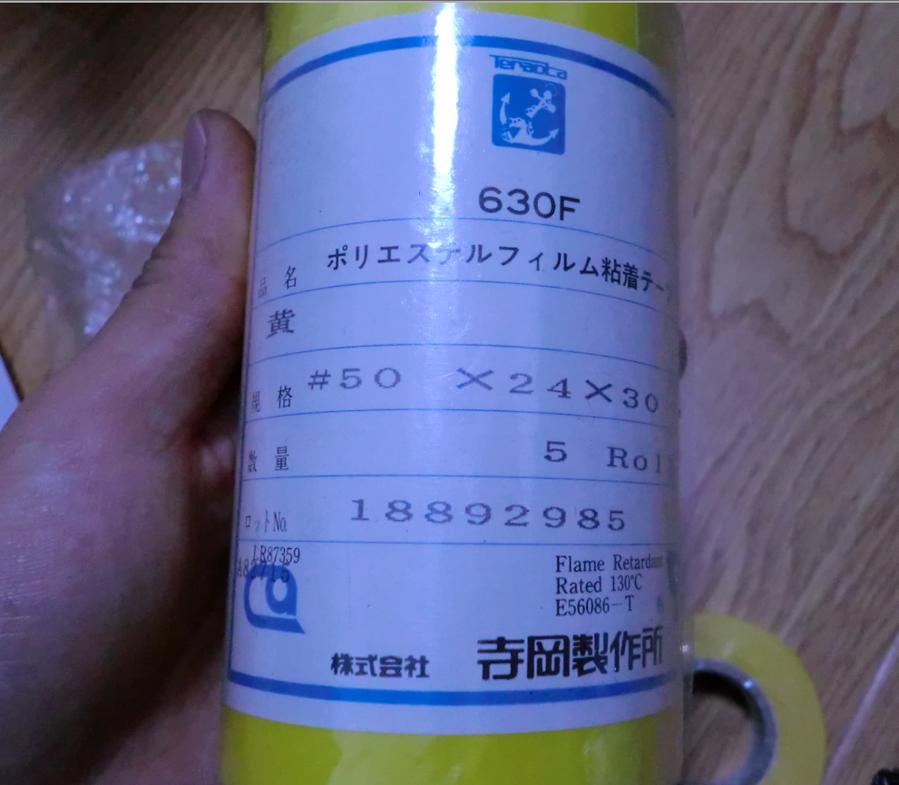 Teraoka
630F
品名 ポリエステルフィルム粘着テー
黄
規格 #50 ×24×30
数量 5 Rol
ロットNo. 18892985
LR87359
Flame Retardan
Rated 130℃
E56086-T
株式会社 寺岡製作所